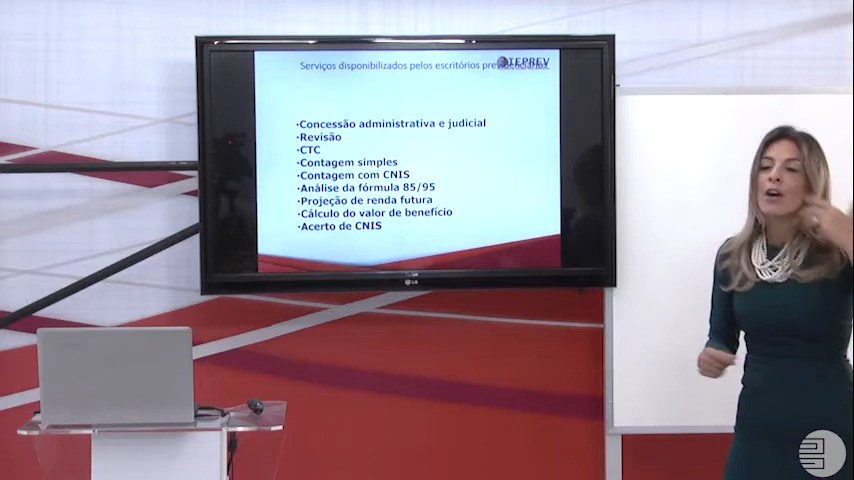 IEPREV
Serviços disponibilizados pelos escritórios previdenciários
•Concessão administrativa e judicial
•Revisão
•CTC
•Contagem simples
•Contagem com CNIS
•Análise da fórmula 85/95
•Projeção de renda futura
•Cálculo do valor de benefício
•Acerto de CNIS
LG